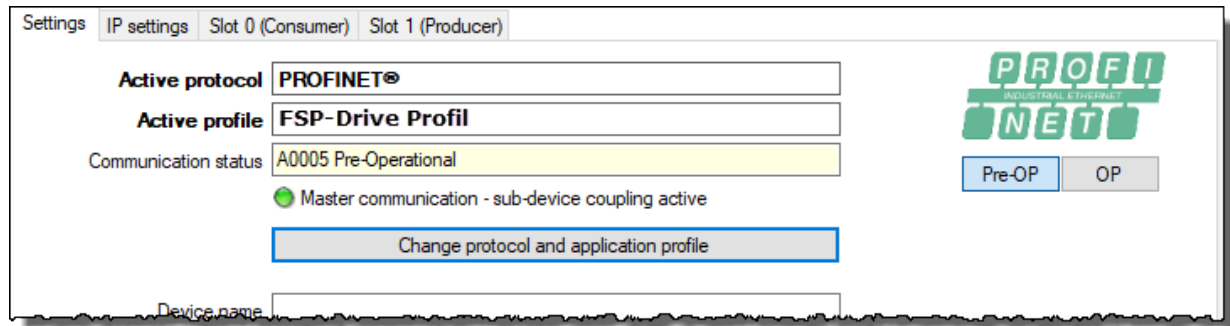 Settings IP settings Slot 0 (Consumer) Slot 1 (Producer)
Active protocol PROFINET®
Active profile FSP-Drive Profil
Communication status A0005 Pre-Operational
Master communication - sub-device coupling active
Change protocol and application profile
Device name
PROFI
INDUSTRIAL ETHERNET
NET
Pre-OP OP